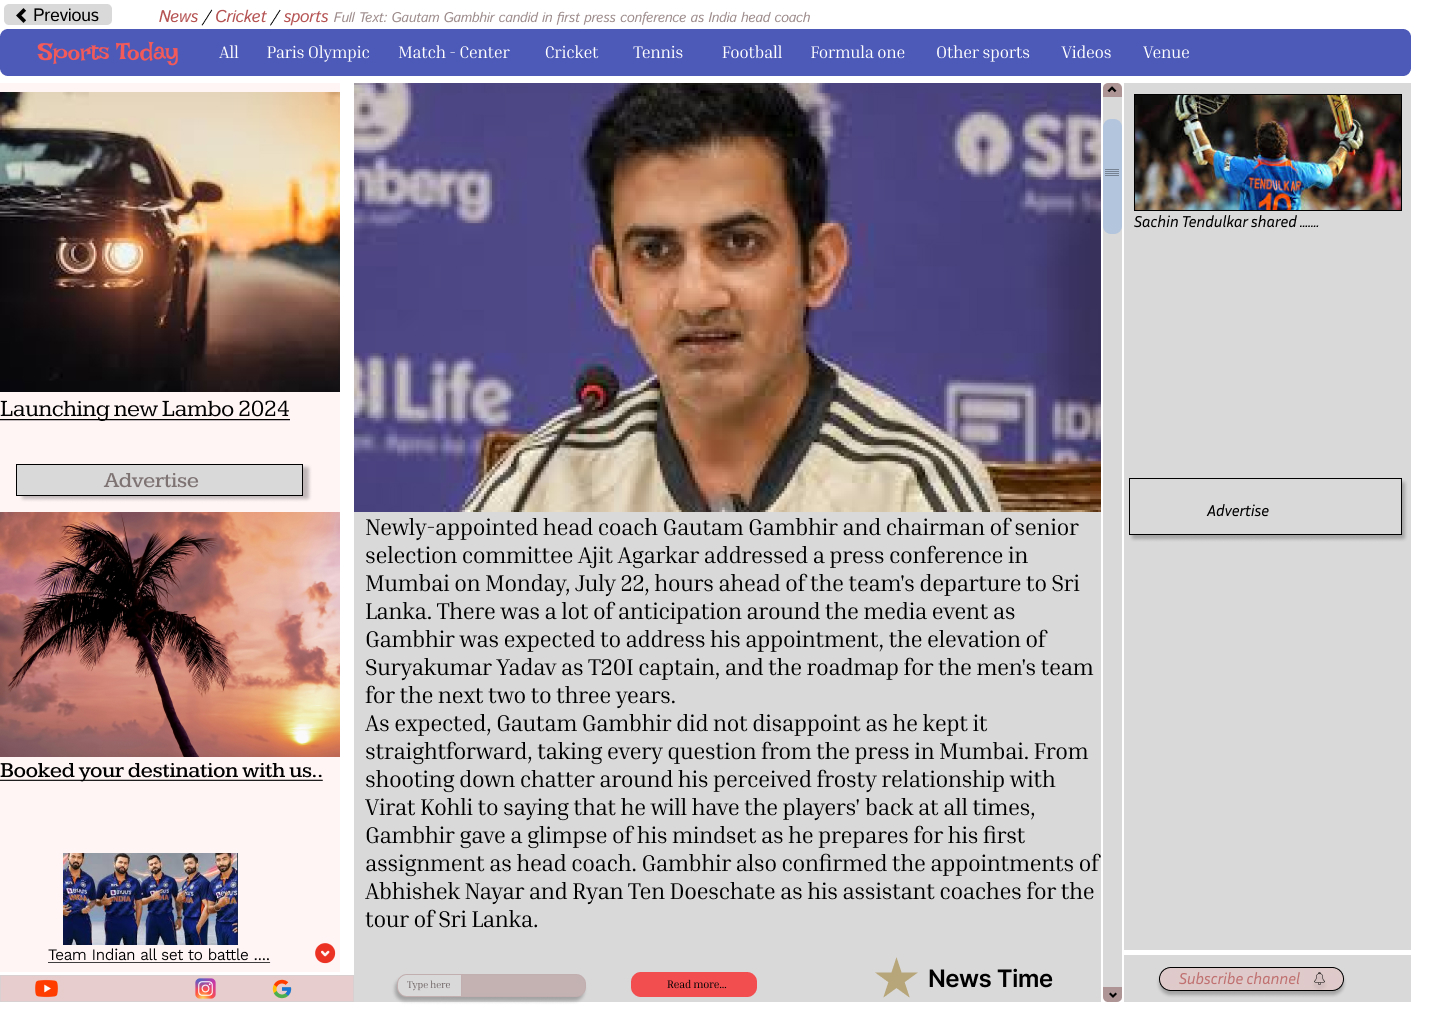 Previous
News / Cricket / sports Full Text: Gautam Gambhir candid in first press conference as India head coach
Sports Today All Paris Olympic Match - Center Cricket Tennis Football Formula one Other sports Videos Venue
Launching new Lambo 2024
Advertise
Booked your destination with us..
BYJU'S
INDIA
Team Indian all set to battle ....
SB
mberg
BI Life
Newly-appointed head coach Gautam Gambhir and chairman of senior
selection committee Ajit Agarkar addressed a press conference in
Mumbai on Monday, July 22, hours ahead of the team's departure to Sri
Lanka. There was a lot of anticipation around the media event as
Gambhir was expected to address his appointment, the elevation of
Suryakumar Yadav as T20I captain, and the roadmap for the men's team
for the next two to three years.
As expected, Gautam Gambhir did not disappoint as he kept it
straightforward, taking every question from the press in Mumbai. From
shooting down chatter around his perceived frosty relationship with
Virat Kohli to saying that he will have the players' back at all times,
Gambhir gave a glimpse of his mindset as he prepares for his first
assignment as head coach. Gambhir also confirmed the appointments of
Abhishek Nayar and Ryan Ten Doeschate as his assistant coaches for the
tour of Sri Lanka.
Type here
Read more...
News Time
TENDULKAR
10
Sachin Tendulkar shared .......
Advertise
Subscribe channel